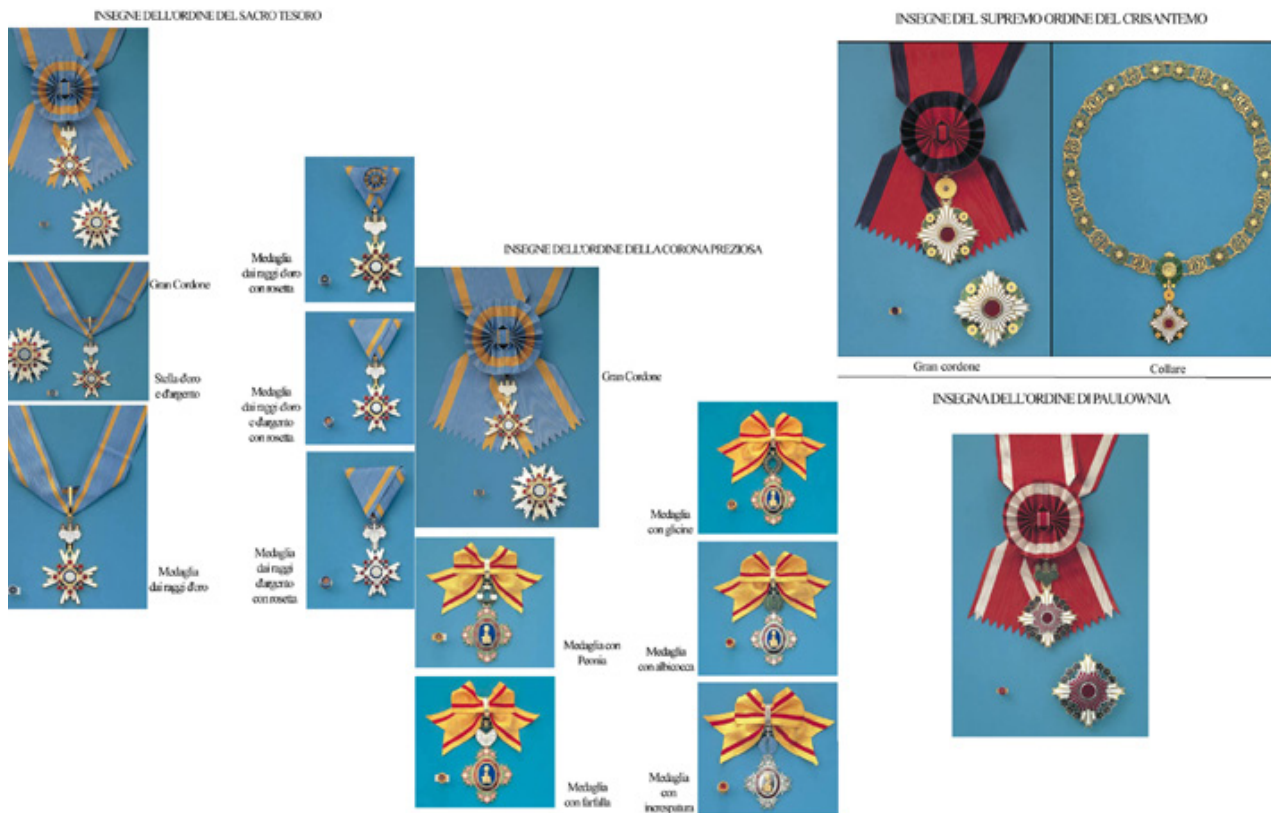 INSEGNE DELL'ORDINE DEL SACRO TESORO
Gran Cordone
Stella d'oro
e d'argento
Medaglia
dai raggi d'oro
Medaglia
dai raggi d'oro
con rosetta
Medaglia
dai raggi d'oro
e d'argento
con rosetta
Medaglia
dai raggi
d'argento
con rosetta
INSEGNE DELL'ORDINE DELLA CORONA PREZIOSA
Gran Cordone
Medaglia con
Peonia
Medaglia
con farfalla
Medaglia
con glicine
Medaglia
con albicocca
Medaglia
con
increspatura
INSEGNE DEL SUPREMO ORDINE DEL CRISANTEMO
Gran cordone
Collare
INSEGNA DELL'ORDINE DI PAULOWNIA